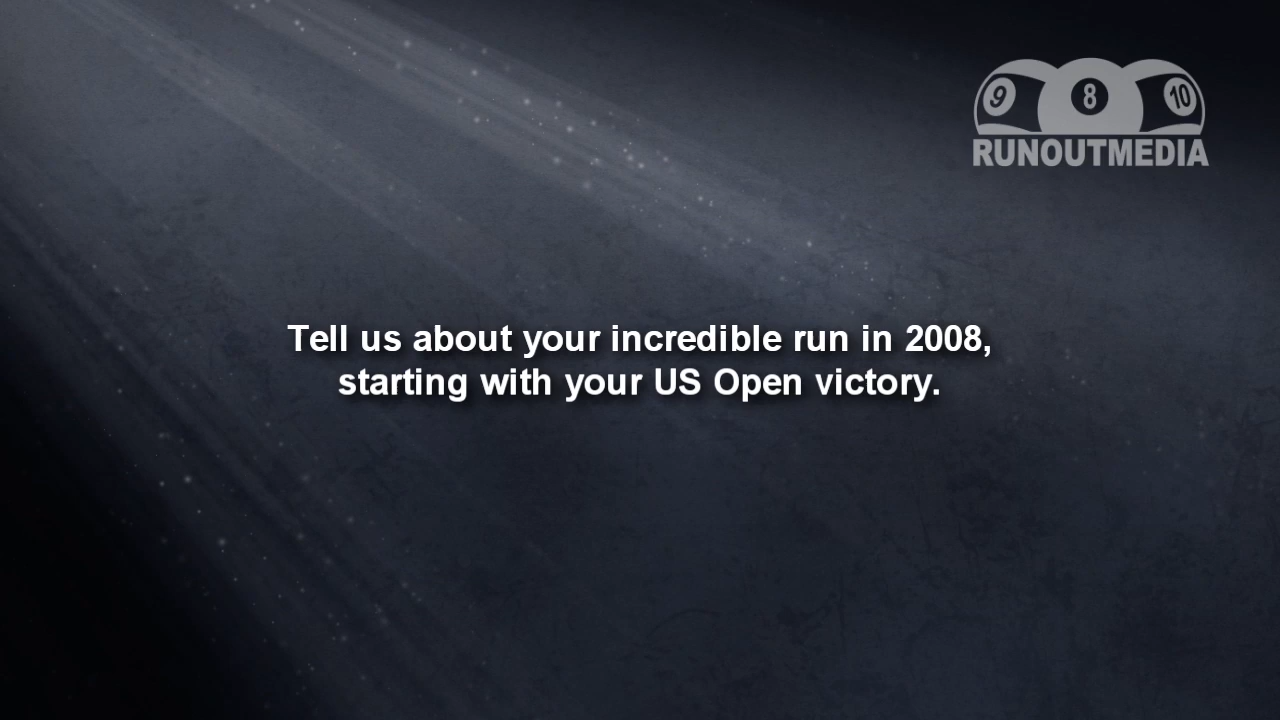 9 8 10
RUNOUTMEDIA
Tell us about your incredible run in 2008,
starting with your US Open victory.